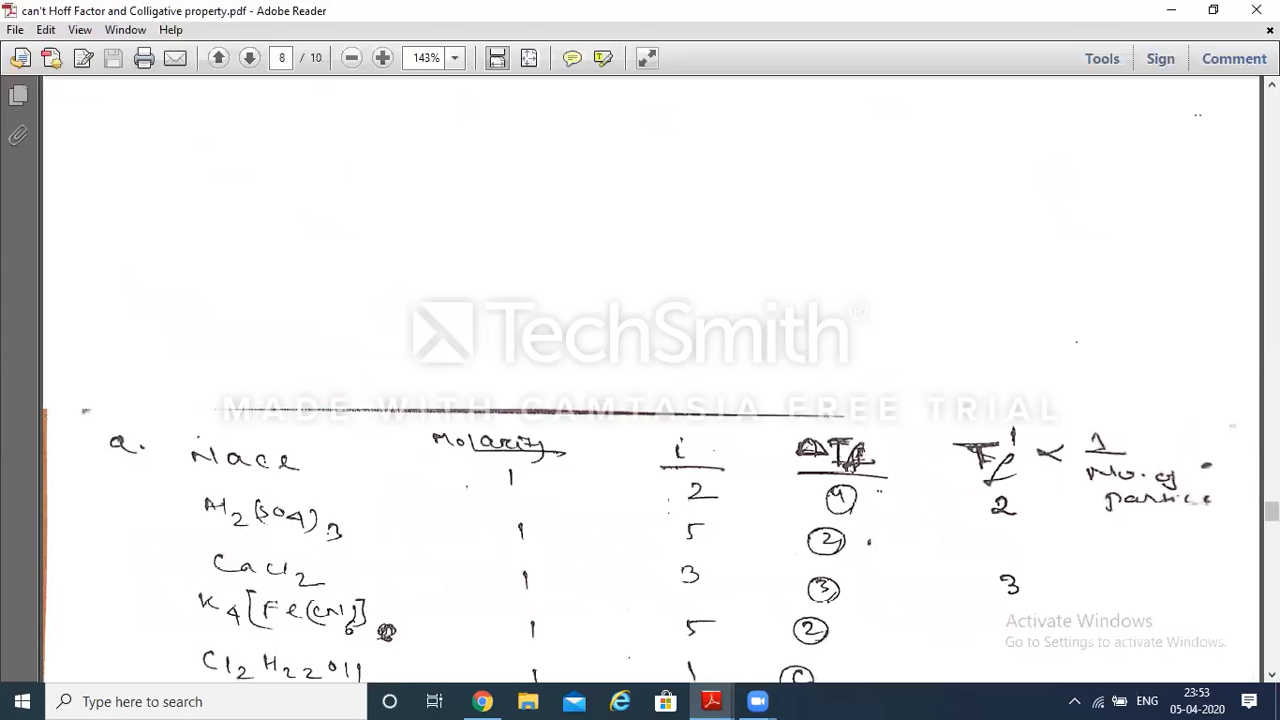 can't Hoff Factor and Colligative property.pdf - Adobe Reader
File Edit View Window Help
8 / 10 143% Tools Sign Comment
TechSmith®
MADE WITH CAMTASIA FREE TRIAL
Q. Molarity i ΔTf Tf' ∝ 1 / No. of particle
Nacl 1 2 2
Al2(SO4)3 1 5 ②
CaCl2 1 3 ③ 3
K4[Fe(CN)6] 1 5 ②
C12H22O11 1 1
Activate Windows
Go to Settings to activate Windows.
Type here to search
ENG 23:53
05-04-2020